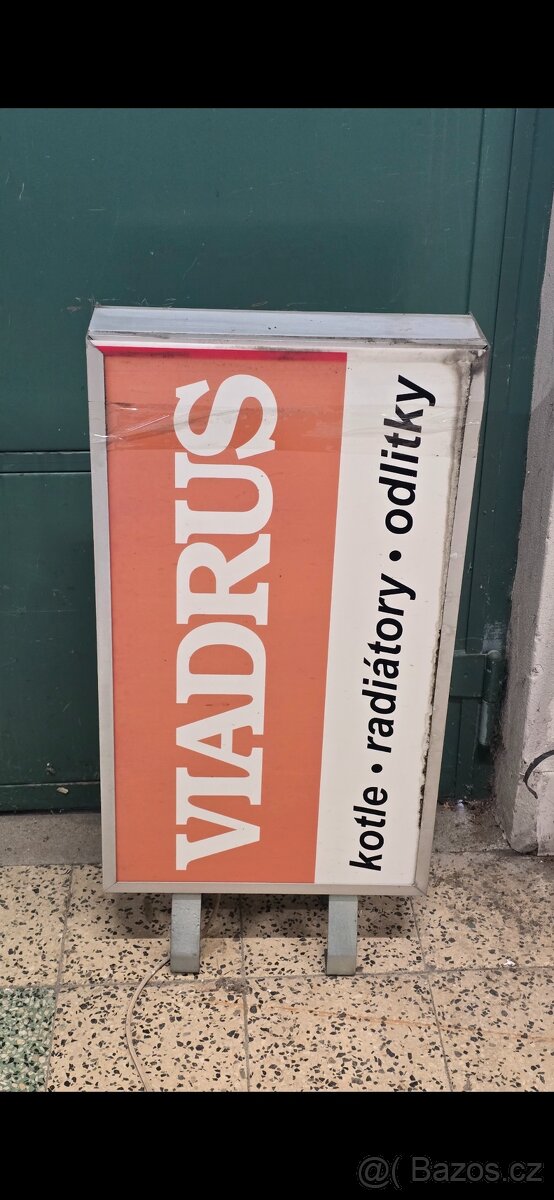 VIADRUS
kotle • radiátory • odlitky
@( Bazos.cz